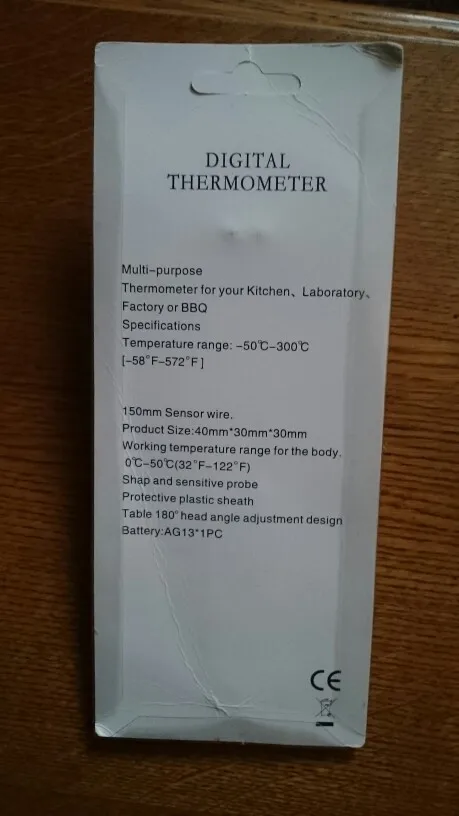 DIGITAL
THERMOMETER
Multi-purpose
Thermometer for your Kitchen、Laboratory、
Factory or BBQ
Specifications
Temperature range: -50℃-300℃
[-58°F-572°F]
150mm Sensor wire.
Product Size:40mm*30mm*30mm
Working temperature range for the body.
0℃-50℃(32°F-122°F)
Shap and sensitive probe
Protective plastic sheath
Table 180° head angle adjustment design
Battery:AG13*1PC
CE